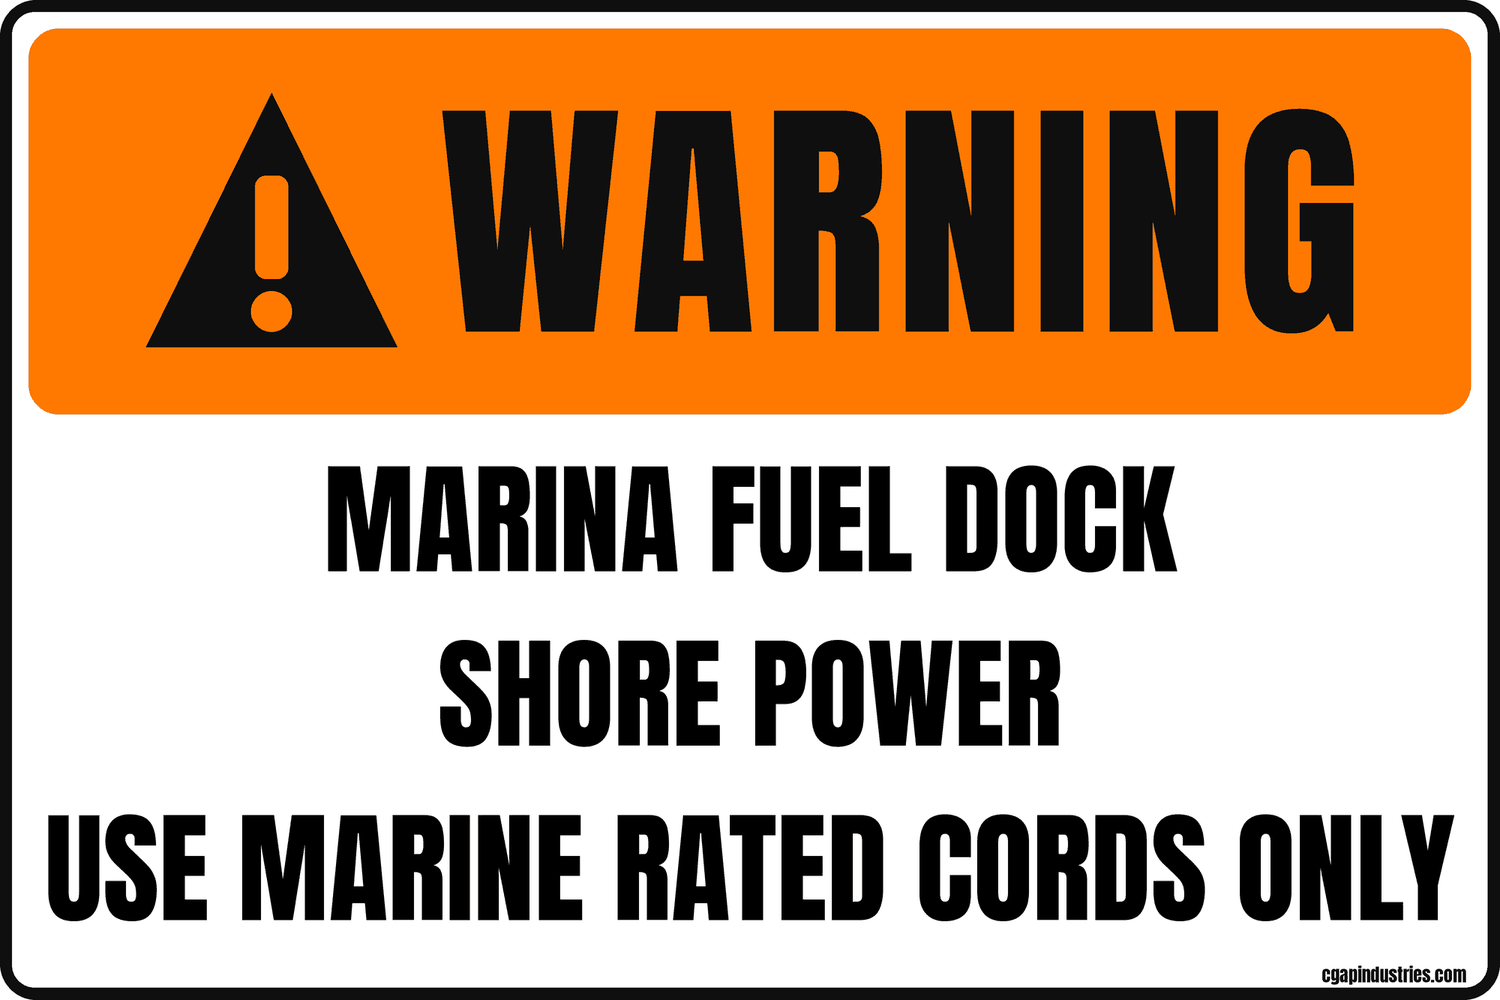 WARNING
MARINA FUEL DOCK
SHORE POWER
USE MARINE RATED CORDS ONLY
cgapindustries.com